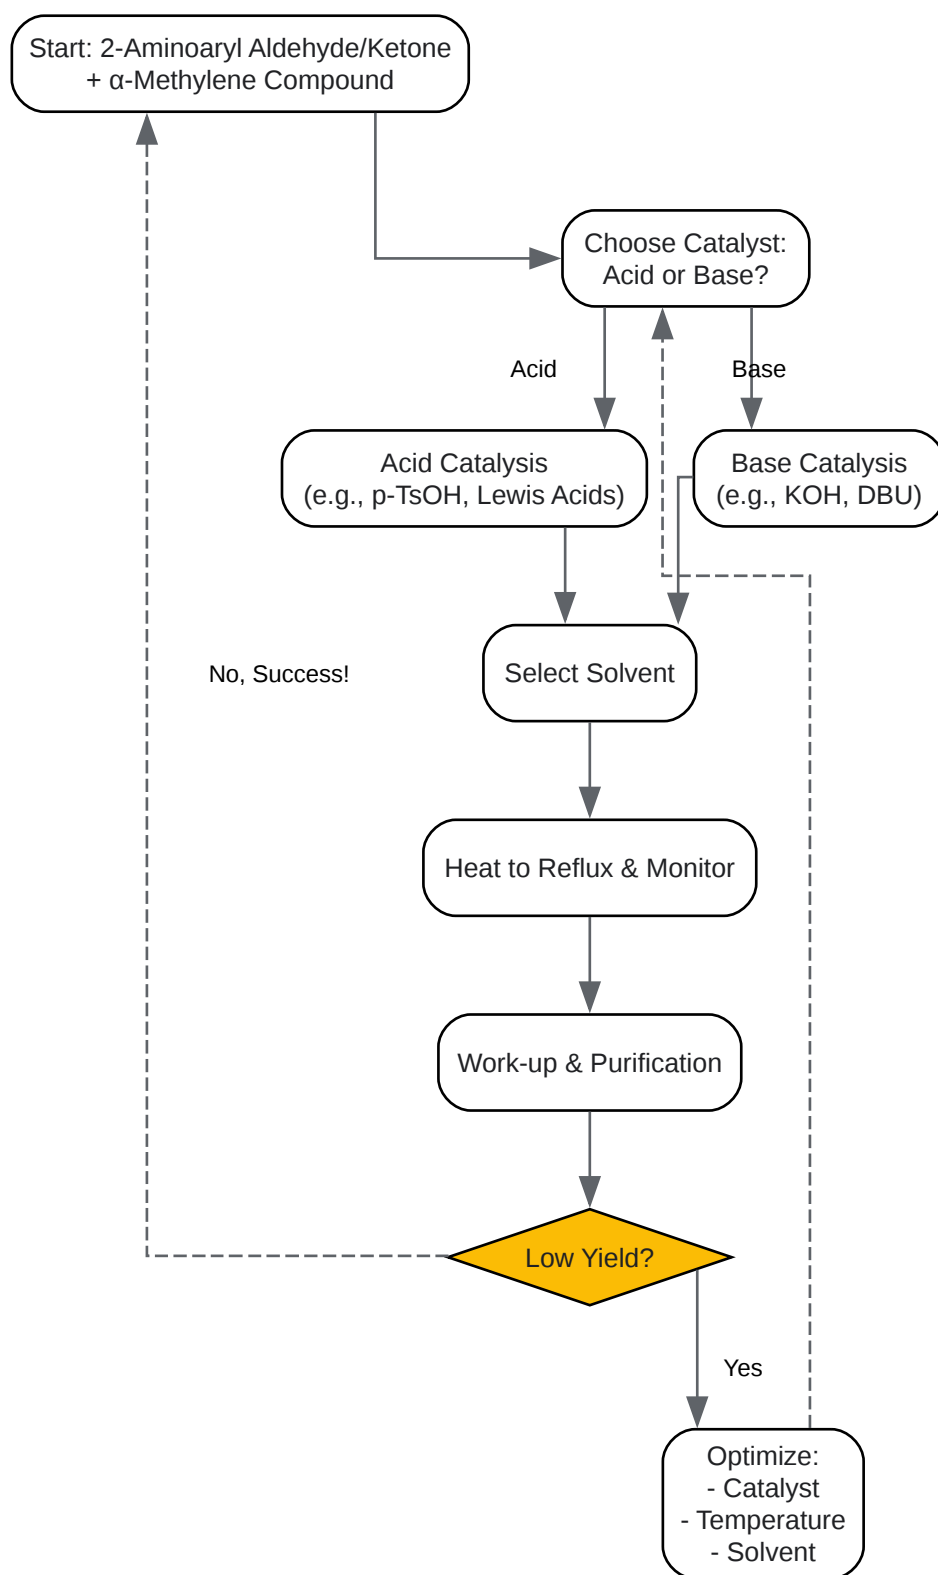 Start: 2-Aminoaryl Aldehyde/Ketone
+ α-Methylene Compound
Choose Catalyst:
Acid or Base?
Acid
Base
Acid Catalysis
(e.g., p-TsOH, Lewis Acids)
Base Catalysis
(e.g., KOH, DBU)
Select Solvent
No, Success!
Heat to Reflux & Monitor
Work-up & Purification
Low Yield?
Yes
Optimize:
- Catalyst
- Temperature
- Solvent